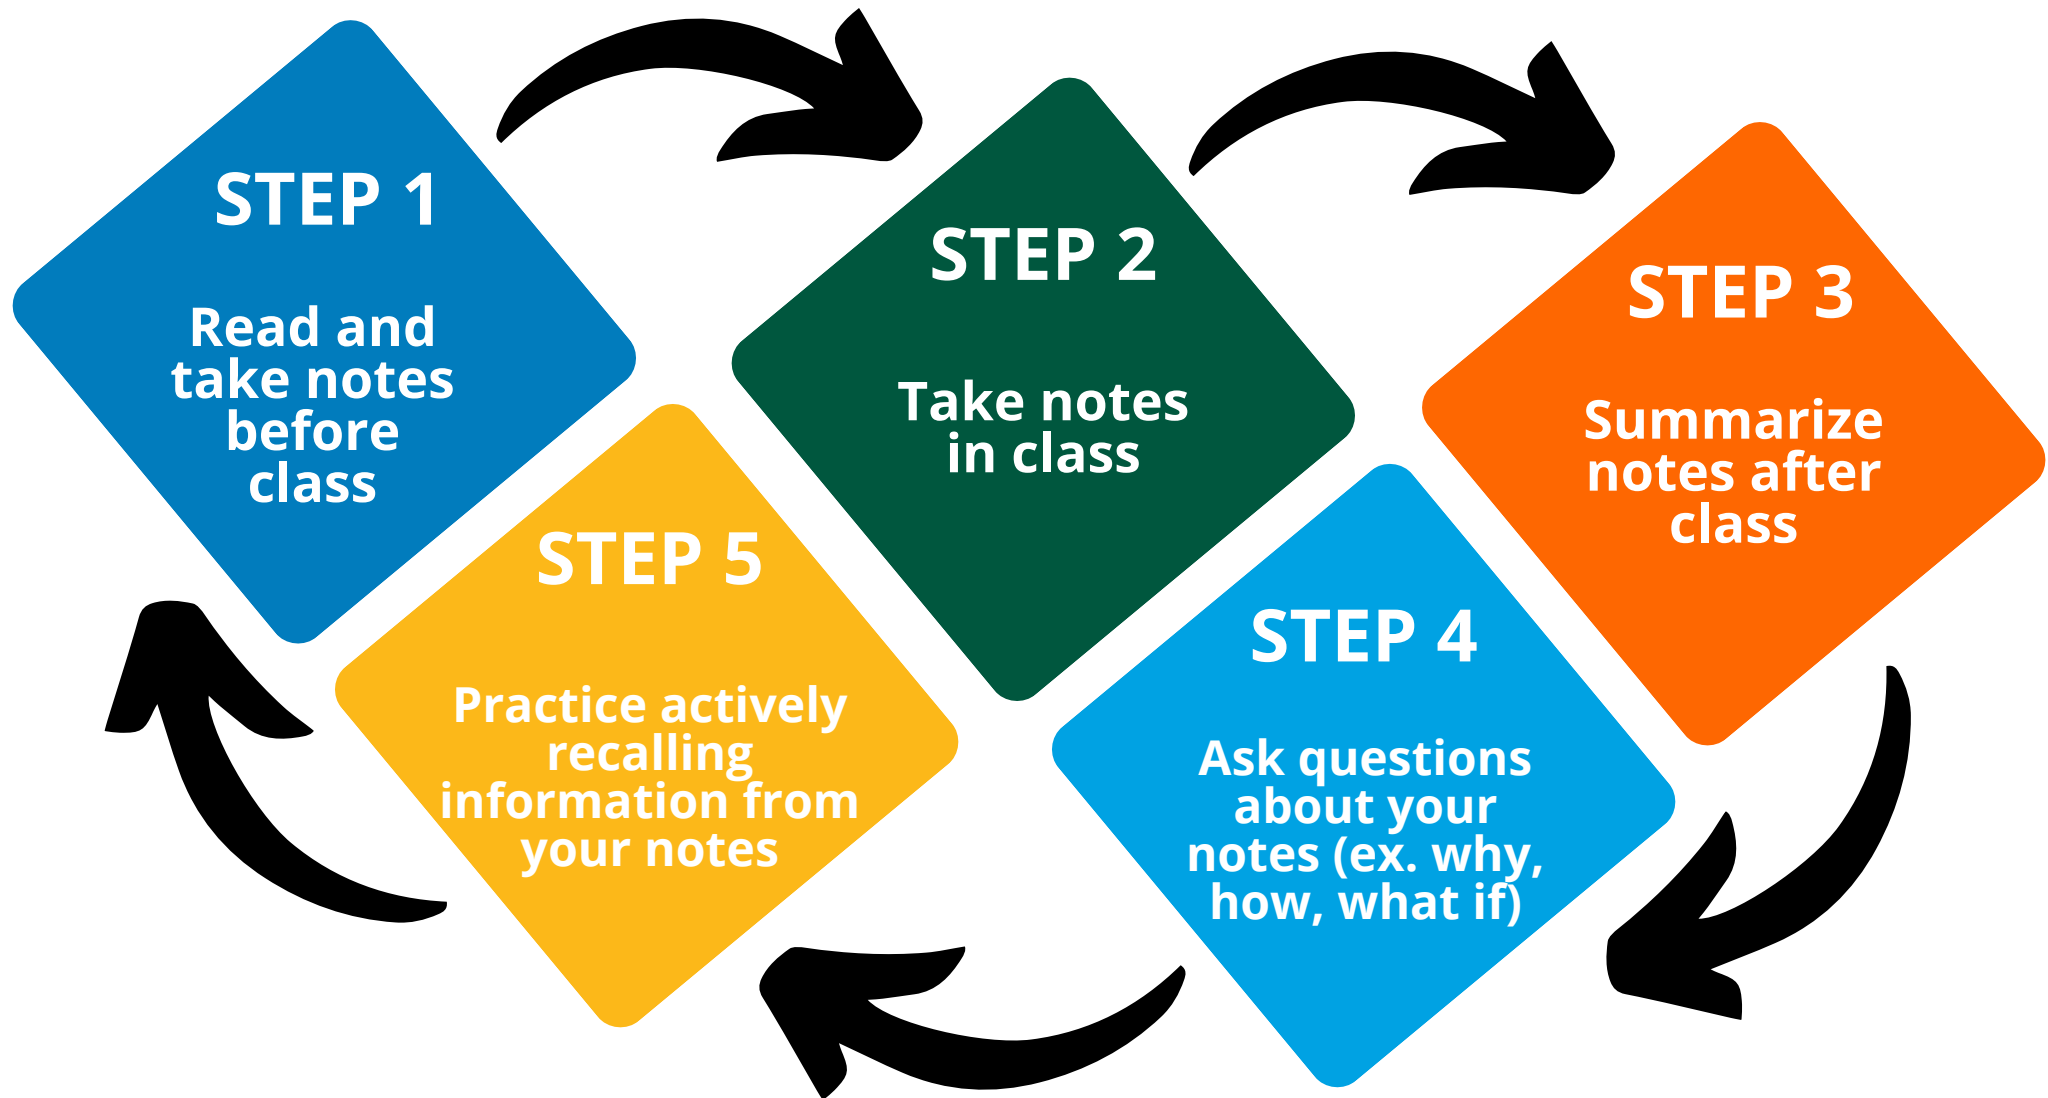 STEP 1
Read and
take notes
before
class
STEP 2
Take notes
in class
STEP 3
Summarize
notes after
class
STEP 4
Ask questions
about your
notes (ex. why,
how, what if)
STEP 5
Practice actively
recalling
information from
your notes